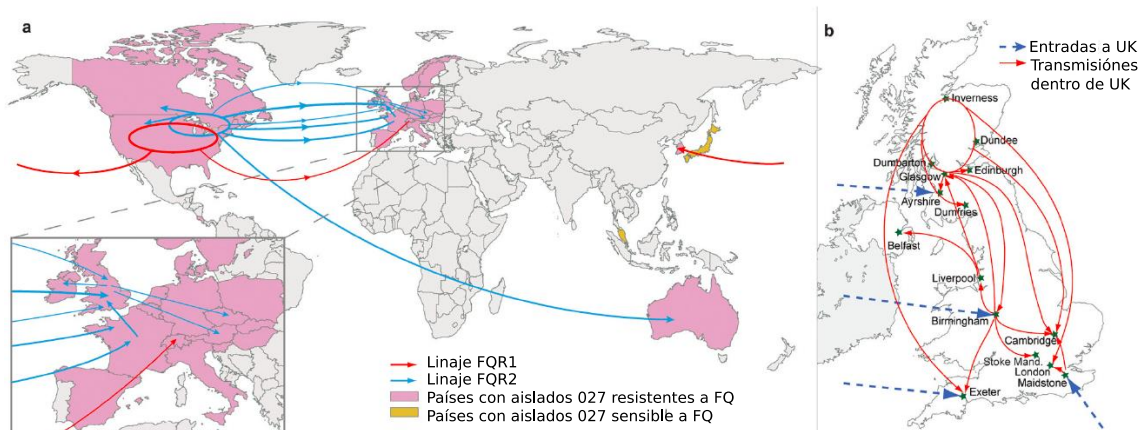 a
Linaje FQR1
Linaje FQR2
Países con aislados 027 resistentes a FQ
Países con aislados 027 sensible a FQ
b
Entradas a UK
Transmisiónes
dentro de UK
Inverness
Dundee
Dumbarton
Glasgow
Edinburgh
Ayrshire
Dumfries
Belfast
Liverpool
Birmingham
Cambridge
Stoke Mand.
London
Maidstone
Exeter